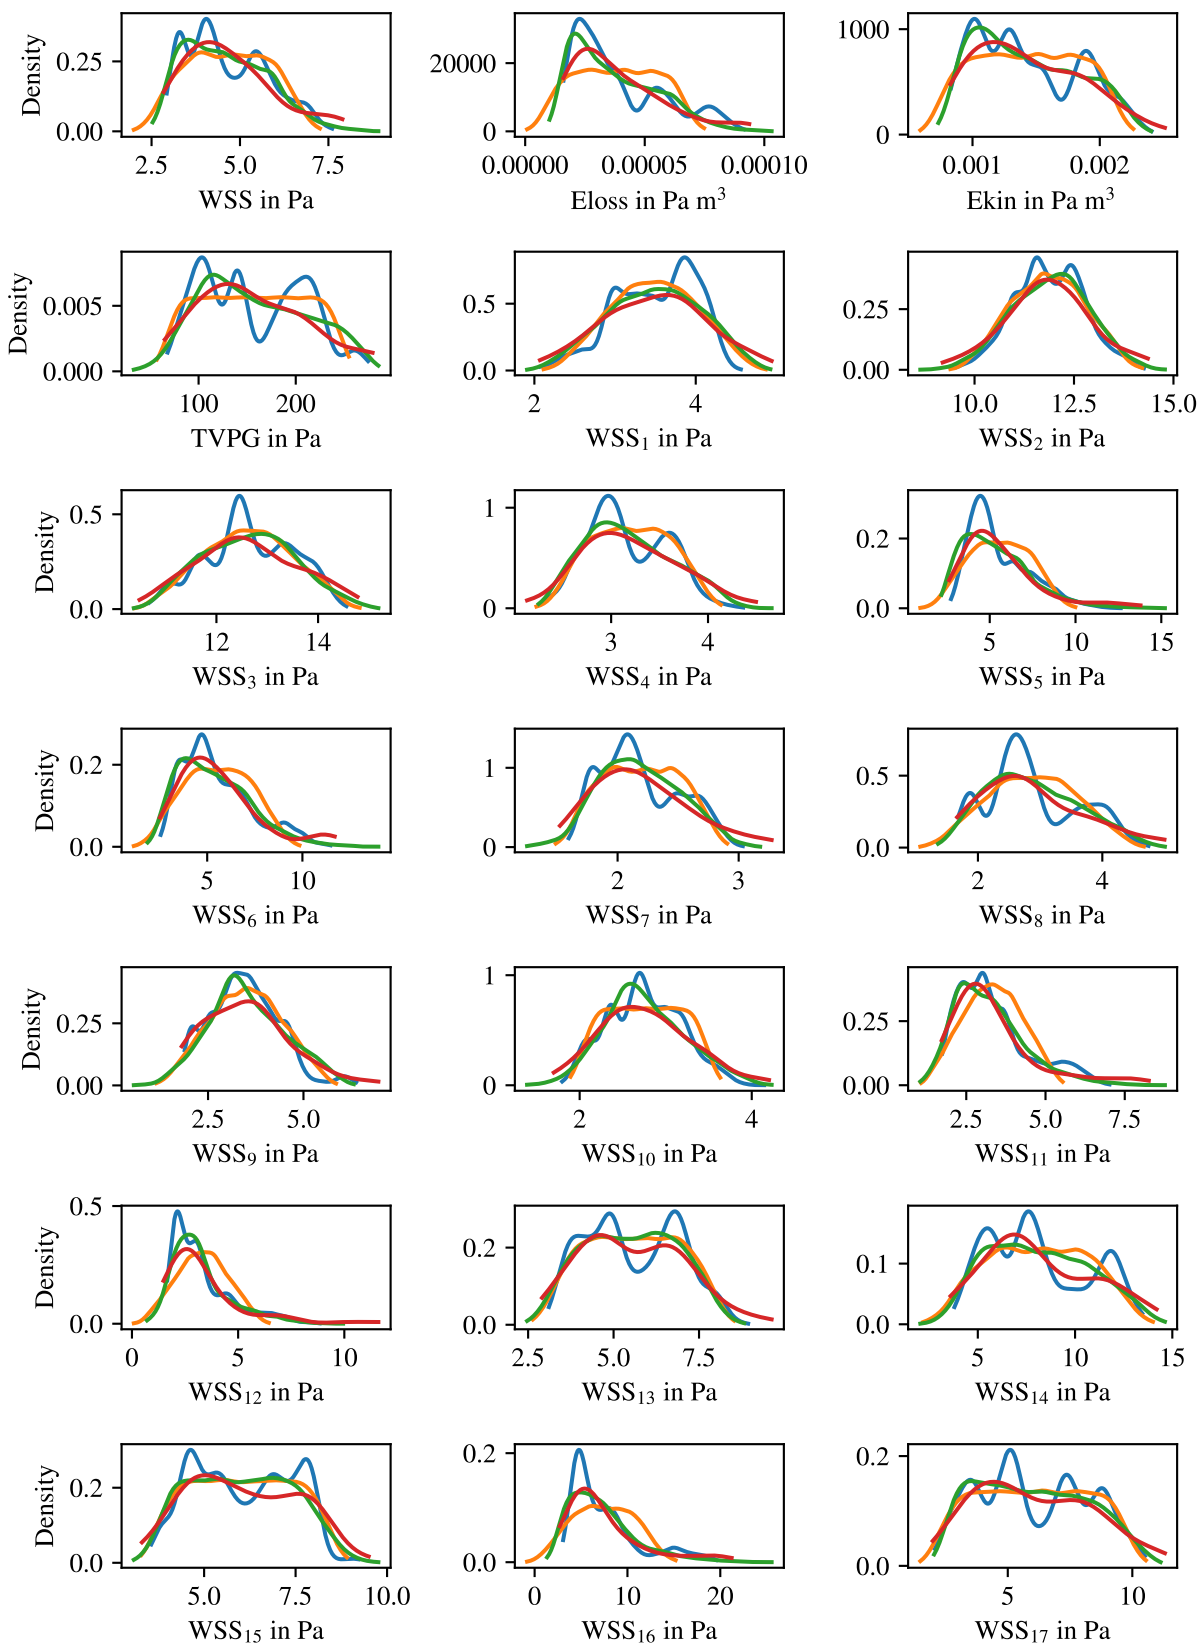 Density
0.25
0.00
2.5 5.0 7.5
WSS in Pa
20000
0
0.00000 0.00005 0.00010
Eloss in Pa m³
1000
0
0.001 0.002
Ekin in Pa m³
Density
0.005
0.000
100 200
TVPG in Pa
0.5
0.0
2 4
WSS₁ in Pa
0.25
0.00
10.0 12.5 15.0
WSS₂ in Pa
Density
0.5
0.0
12 14
WSS₃ in Pa
1
0
3 4
WSS₄ in Pa
0.2
0.0
5 10 15
WSS₅ in Pa
Density
0.2
0.0
5 10
WSS₆ in Pa
1
0
2 3
WSS₇ in Pa
0.5
0.0
2 4
WSS₈ in Pa
Density
0.25
0.00
2.5 5.0
WSS₉ in Pa
1
0
2 4
WSS₁₀ in Pa
0.25
0.00
2.5 5.0 7.5
WSS₁₁ in Pa
Density
0.5
0.0
0 5 10
WSS₁₂ in Pa
0.2
0.0
2.5 5.0 7.5
WSS₁₃ in Pa
0.1
0.0
5 10 15
WSS₁₄ in Pa
Density
0.2
0.0
5.0 7.5 10.0
WSS₁₅ in Pa
0.2
0.0
0 10 20
WSS₁₆ in Pa
0.2
0.0
5 10
WSS₁₇ in Pa